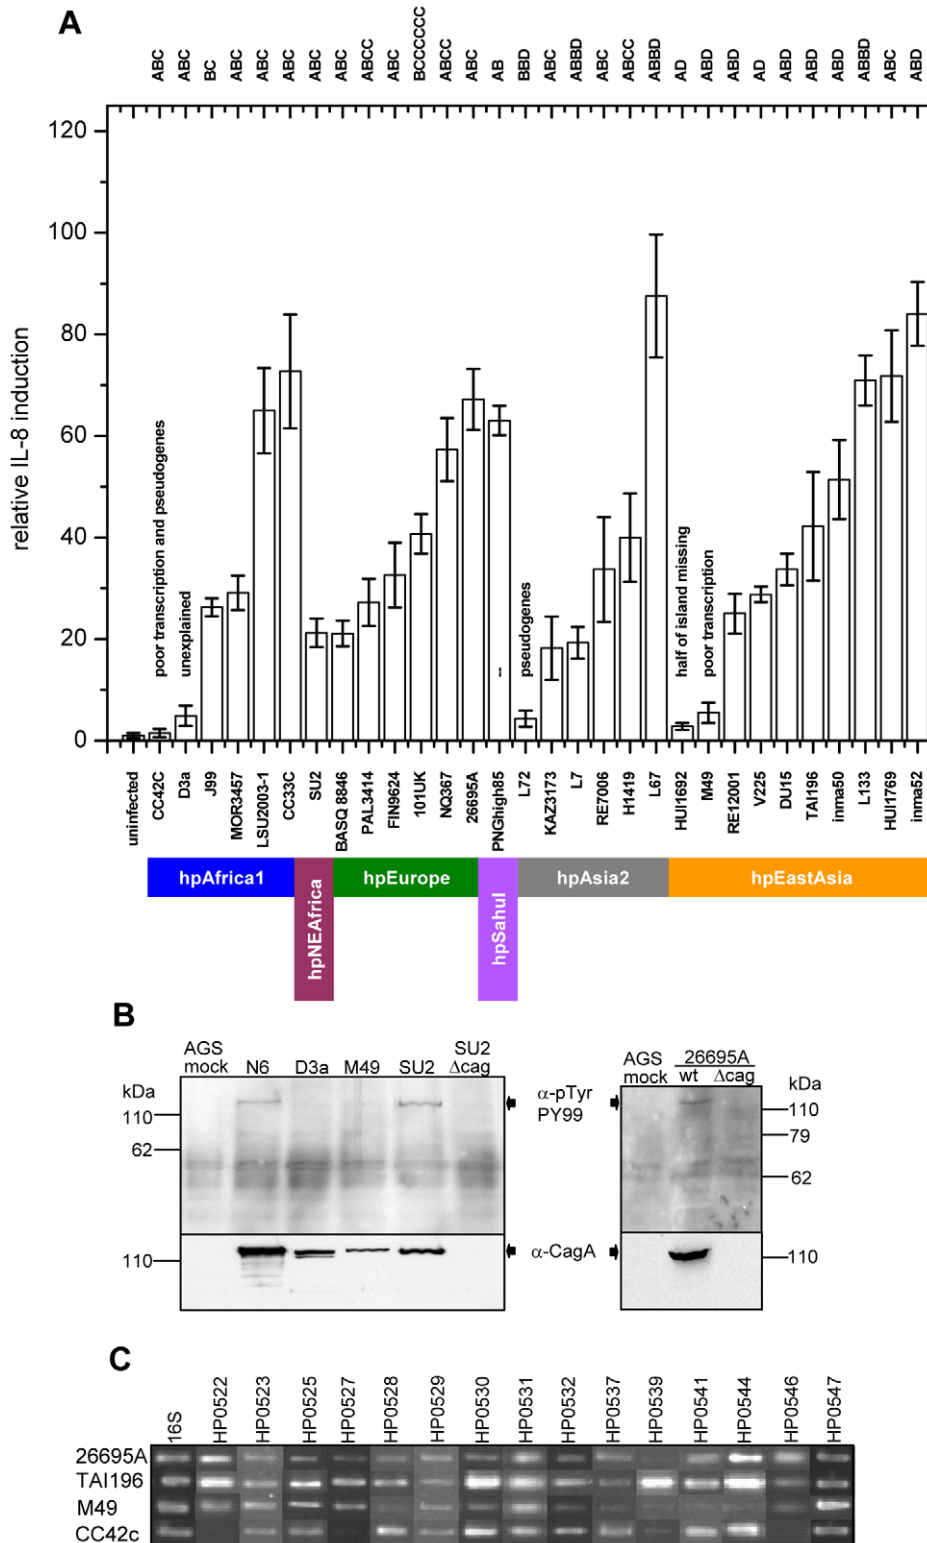 A
ABC ABC BC ABC ABC ABC ABC ABC ABCC ABC BCCCCCC ABCC ABC AB BBD ABC ABBD ABC ABCC ABBD AD ABD ABD AD ABD ABD ABD ABBD ABC ABD
relative IL-8 induction
120
100
80
60
40
20
0
poor transcription and pseudogenes
unexplained
--
pseudogenes
half of island missing
poor transcription
uninfected CC42C D3a J99 MOR3457 LSU2003-1 CC33C SU2 BASQ 8846 PAL3414 FIN9624 101UK NQ367 26695A PNGhigh85 L72 KAZ3173 L7 RE7006 H1419 L67 HUI1692 M49 RE12001 V225 DU15 TAI196 inma50 L133 HUI1769 inma52
hpAfrica1 hpNEAfrica hpEurope hpSahul hpAsia2 hpEastAsia
B
AGS mock N6 D3a M49 SU2 SU2 Δcag
kDa
110
62
110
α-pTyr
PY99
α-CagA
AGS mock 26695A wt Δcag
kDa
110
79
62
110
C
16S HP0522 HP0523 HP0525 HP0527 HP0528 HP0529 HP0530 HP0531 HP0532 HP0537 HP0539 HP0541 HP0544 HP0546 HP0547
26695A
TAI196
M49
CC42c